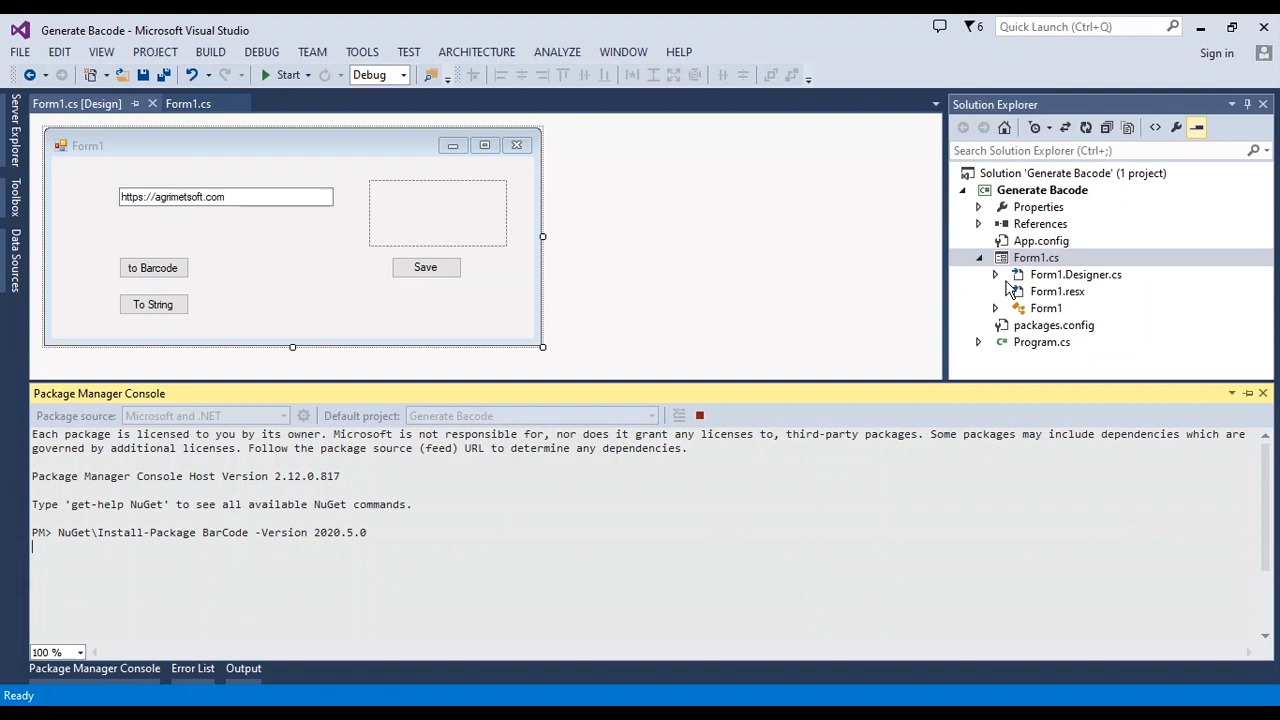 Generate Bacode - Microsoft Visual Studio
6
Quick Launch (Ctrl+Q)
FILE EDIT VIEW PROJECT BUILD DEBUG TEAM TOOLS TEST ARCHITECTURE ANALYZE WINDOW HELP
Sign in
Start
Debug
Server Explorer
Toolbox
Data Sources
Form1.cs [Design]
Form1.cs
Form1
https://agrimetsoft.com
to Barcode
Save
To String
Solution Explorer
Search Solution Explorer (Ctrl+;)
Solution 'Generate Bacode' (1 project)
Generate Bacode
Properties
References
App.config
Form1.cs
Form1.Designer.cs
Form1.resx
Form1
packages.config
Program.cs
Package Manager Console
Package source: Microsoft and .NET Default project: Generate Bacode
Each package is licensed to you by its owner. Microsoft is not responsible for, nor does it grant any licenses to, third-party packages. Some packages may include dependencies which are
governed by additional licenses. Follow the package source (feed) URL to determine any dependencies.
Package Manager Console Host Version 2.12.0.817
Type 'get-help NuGet' to see all available NuGet commands.
PM> NuGet\Install-Package BarCode -Version 2020.5.0
100 %
Package Manager Console Error List Output
Ready